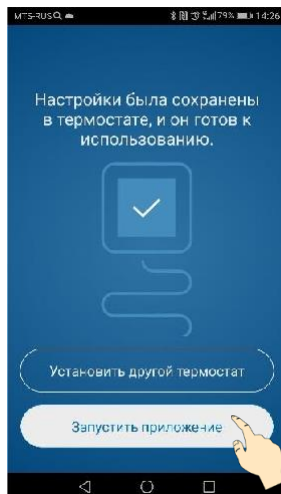 MTS-RUS 79% 14:26
Настройки была сохранены
в термостате, и он готов к
использованию.
Установить другой термостат
Запустить приложение